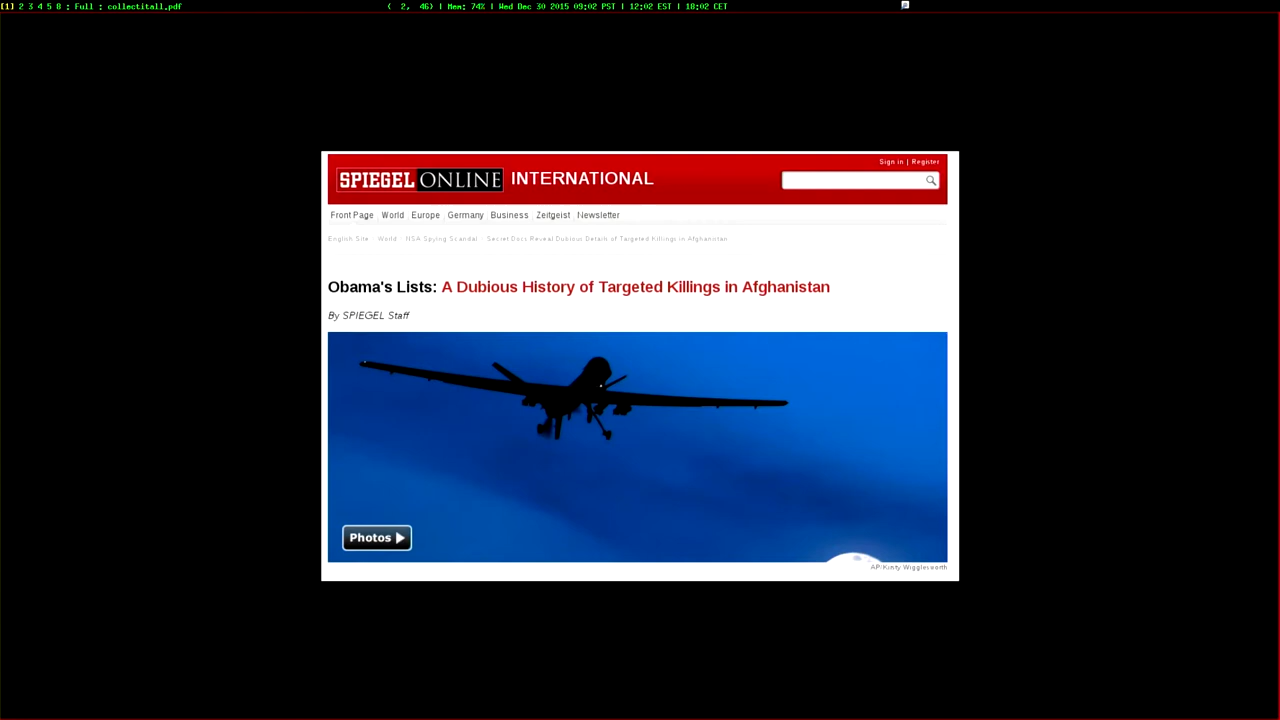 [1] 2 3 4 5 8 : Full : collectitall.pdf ( 2, 46) | Mem: 74% | Wed Dec 30 2015 09:02 PST | 12:02 EST | 18:02 CET
Sign in | Register
SPIEGEL ONLINE INTERNATIONAL
Front Page World Europe Germany Business Zeitgeist Newsletter
English Site World NSA Spying Scandal Secret Docs Reveal Dubious Details of Targeted Killings in Afghanistan
Obama's Lists: A Dubious History of Targeted Killings in Afghanistan
By SPIEGEL Staff
Photos
AP/Kirsty Wigglesworth